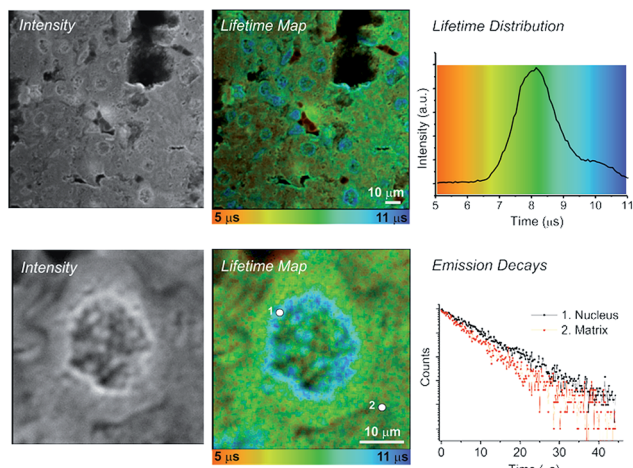 Intensity
Lifetime Map
Lifetime Distribution
Intensity (a.u.)
10 μm
5 μs
11 μs
5 6 7 8 9 10 11
Time (μs)
Intensity
Lifetime Map
Emission Decays
1
2
1. Nucleus
2. Matrix
Counts
10 μm
5 μs
11 μs
0 10 20 30 40